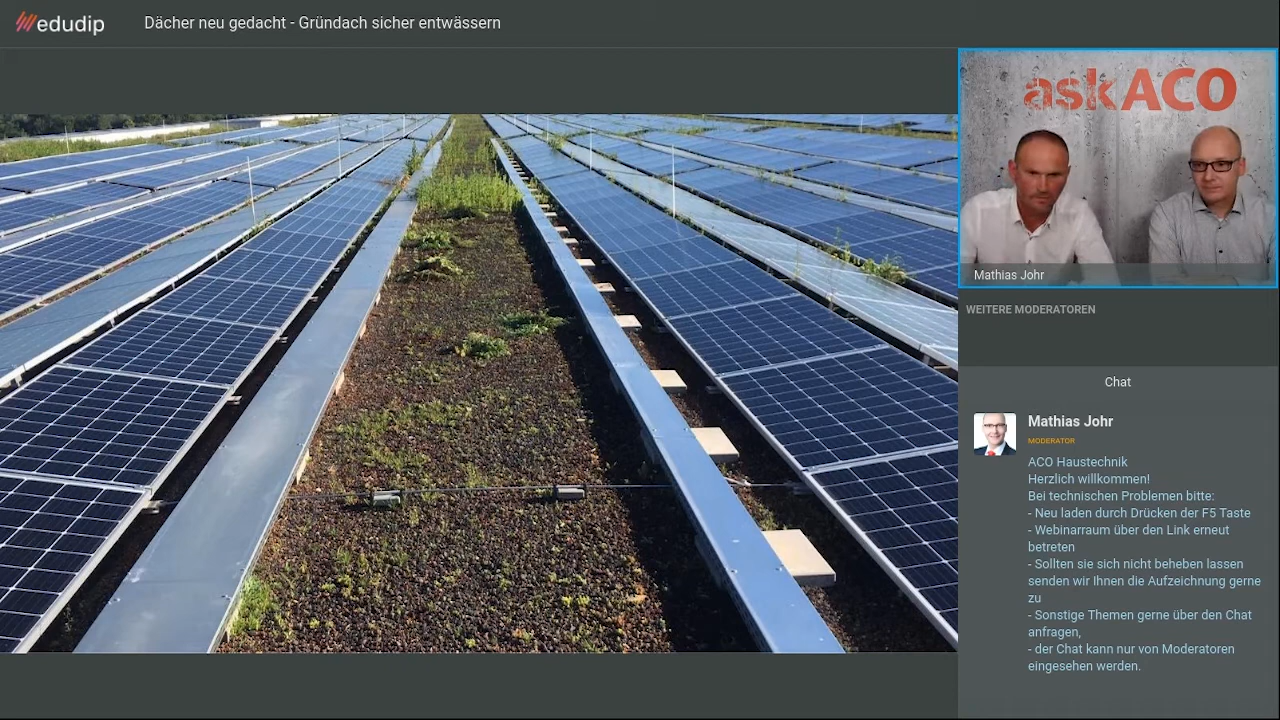 edudip
Dächer neu gedacht - Gründach sicher entwässern
askACO
Mathias Johr
WEITERE MODERATOREN
Chat
Mathias Johr
MODERATOR
ACO Haustechnik
Herzlich willkommen!
Bei technischen Problemen bitte:
- Neu laden durch Drücken der F5 Taste
- Webinarraum über den Link erneut
betreten
- Sollten sie sich nicht beheben lassen
senden wir Ihnen die Aufzeichnung gerne
zu
- Sonstige Themen gerne über den Chat
anfragen,
- der Chat kann nur von Moderatoren
eingesehen werden.